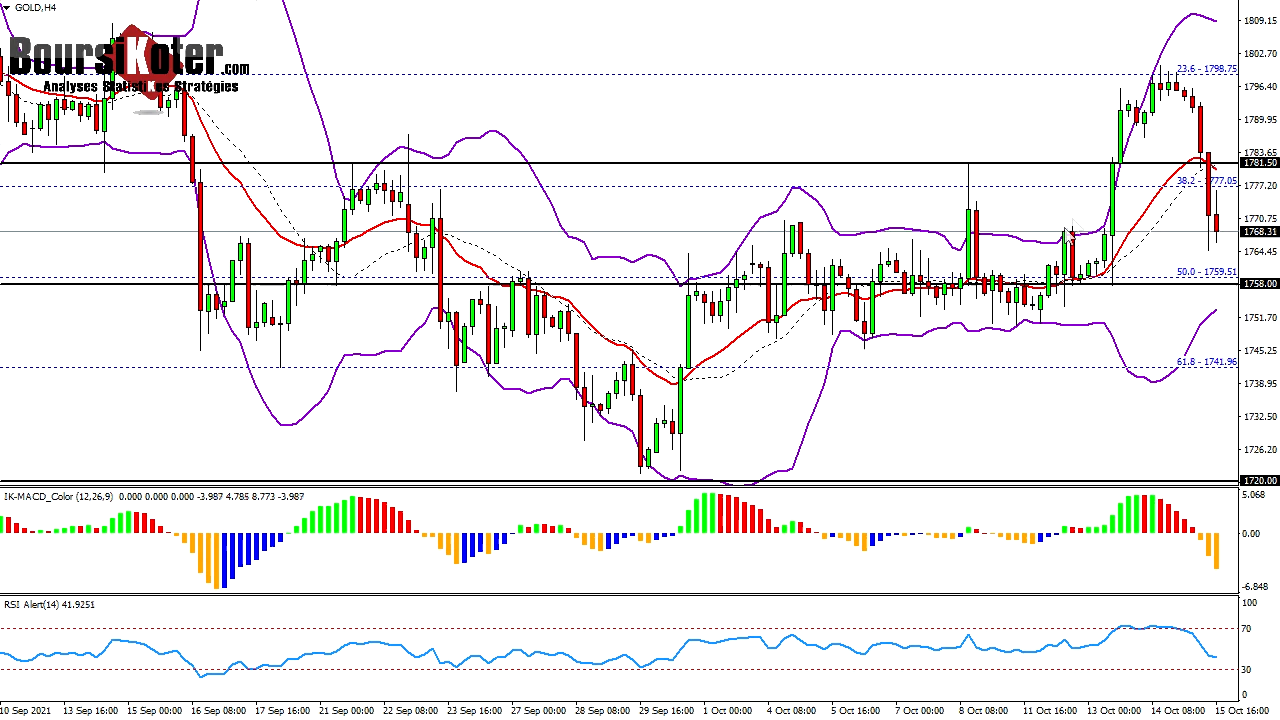 GOLD,H4
BoursiKoter.com
Analyses StatistiKes Stratégies
1809.15
1802.70
23.6 - 1798.75
1796.40
1789.95
1783.65
1781.50
38.2 - 1777.05
1777.20
1770.75
1768.31
1764.45
50.0 - 1759.51
1758.00
1751.70
1745.25
61.8 - 1741.96
1738.95
1732.50
1726.20
1720.00
IK-MACD_Color (12,26,9) 0.000 0.000 0.000 -3.987 4.785 8.773 -3.987
5.068
0.00
-6.848
RSI Alert(14) 41.9251
100
70
30
0
10 Sep 2021 13 Sep 16:00 15 Sep 00:00 16 Sep 08:00 17 Sep 16:00 21 Sep 00:00 22 Sep 08:00 23 Sep 16:00 27 Sep 00:00 28 Sep 08:00 29 Sep 16:00 1 Oct 00:00 4 Oct 08:00 5 Oct 16:00 7 Oct 00:00 8 Oct 08:00 11 Oct 16:00 13 Oct 00:00 14 Oct 08:00 15 Oct 16:00